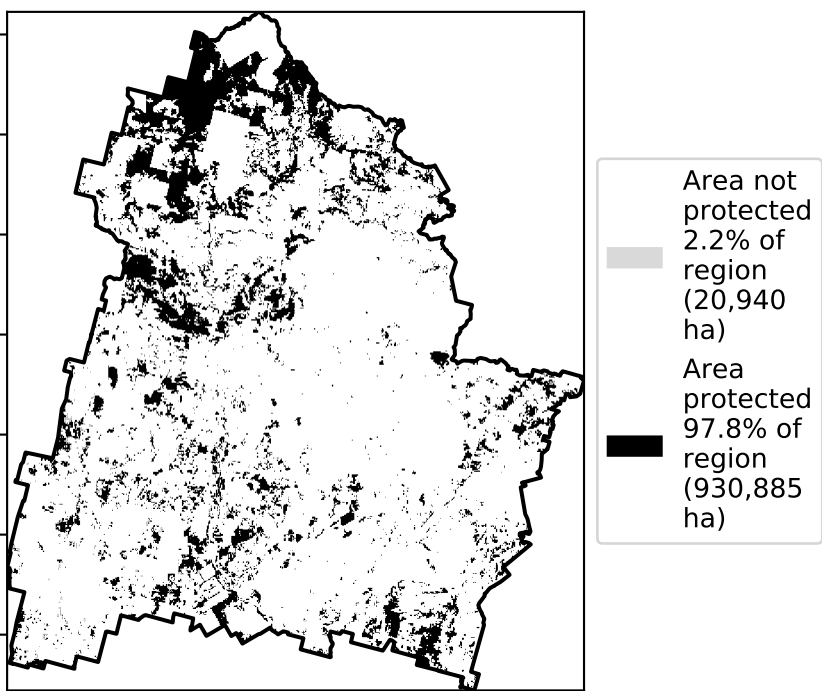 Area not
protected
2.2% of
region
(20,940
ha)
Area
protected
97.8% of
region
(930,885
ha)